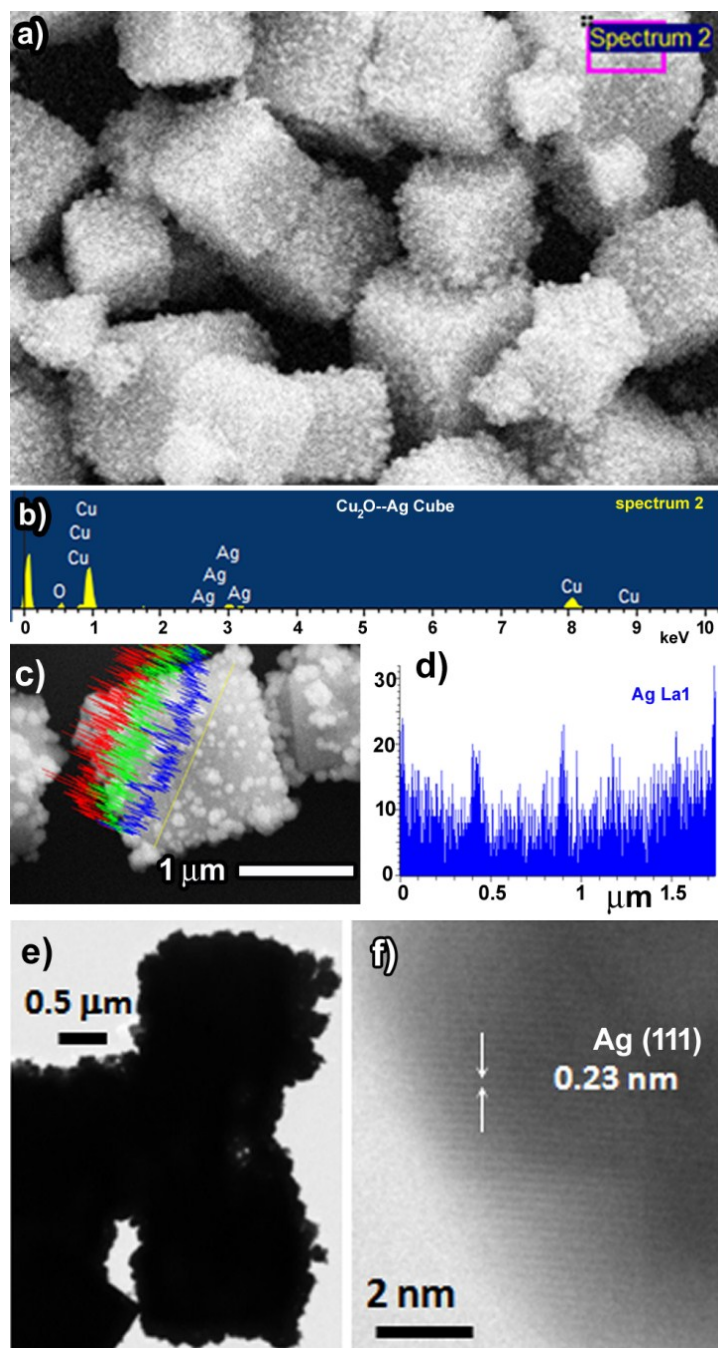 a)
Spectrum 2
b)
Cu₂O--Ag Cube
spectrum 2
Cu
Cu
Cu
O
Ag
Ag
Ag
Ag
Cu
Cu
0 1 2 3 4 5 6 7 8 9 10
keV
c)
1 μm
d)
Ag La1
30
20
10
0
0 0.5 1 1.5
μm
e)
0.5 μm
f)
Ag (111)
0.23 nm
2 nm